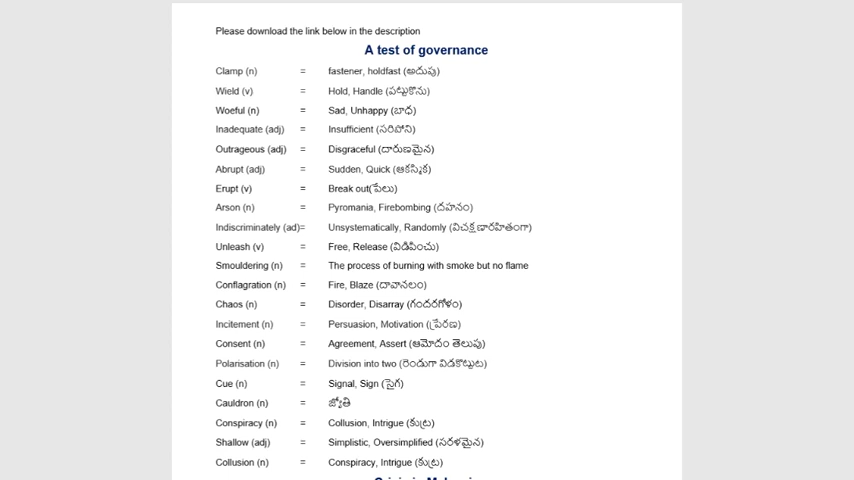 Please download the link below in the description
A test of governance
Clamp (n) = fastener, holdfast (అదుపు)
Wield (v) = Hold, Handle (పట్టుకొను)
Woeful (n) = Sad, Unhappy (బాధ)
Inadequate (adj) = Insufficient (సరిపోని)
Outrageous (adj) = Disgraceful (దారుణమైన)
Abrupt (adj) = Sudden, Quick (ఆకస్మిక)
Erupt (v) = Break out(పేలు)
Arson (n) = Pyromania, Firebombing (దహనం)
Indiscriminately (ad)= Unsystematically, Randomly (విచక్షణారహితంగా)
Unleash (v) = Free, Release (విడిపించు)
Smouldering (n) = The process of burning with smoke but no flame
Conflagration (n) = Fire, Blaze (దావానలం)
Chaos (n) = Disorder, Disarray (గందరగోళం)
Incitement (n) = Persuasion, Motivation (ప్రేరణ)
Consent (n) = Agreement, Assert (ఆమోదం తెలుపు)
Polarisation (n) = Division into two (రెండుగా విడకొట్టుట)
Cue (n) = Signal, Sign (సైగ)
Cauldron (n) = జ్యోతి
Conspiracy (n) = Collusion, Intrigue (కుట్ర)
Shallow (adj) = Simplistic, Oversimplified (సరళమైన)
Collusion (n) = Conspiracy, Intrigue (కుట్ర)